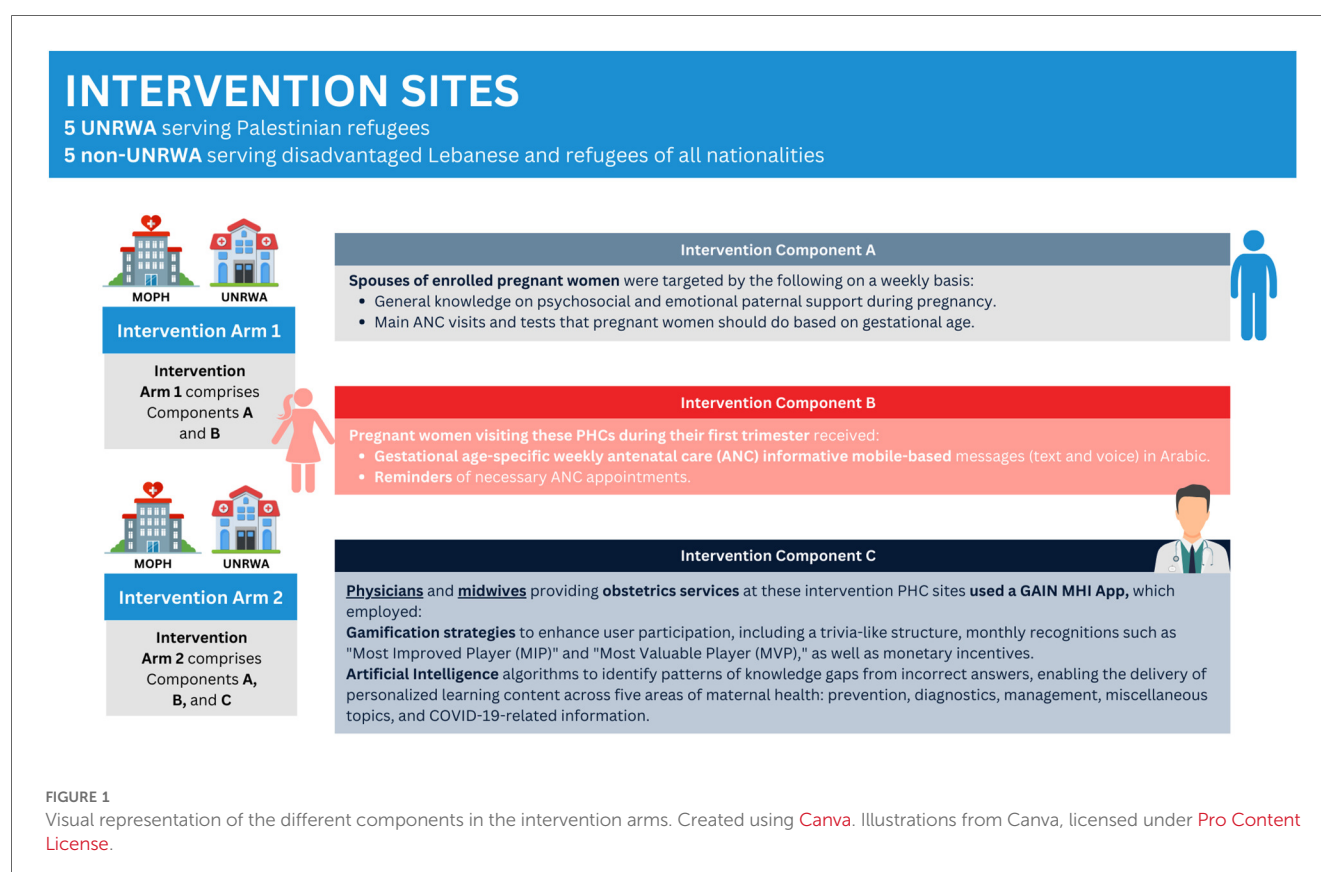 INTERVENTION SITES
5 UNRWA serving Palestinian refugees
5 non-UNRWA serving disadvantaged Lebanese and refugees of all nationalities
MOPH UNRWA
Intervention Arm 1
Intervention
Arm 1 comprises
Components A
and B
MOPH UNRWA
Intervention Arm 2
Intervention
Arm 2 comprises
Components A,
B, and C
Intervention Component A
Spouses of enrolled pregnant women were targeted by the following on a weekly basis:
• General knowledge on psychosocial and emotional paternal support during pregnancy.
• Main ANC visits and tests that pregnant women should do based on gestational age.
Intervention Component B
Pregnant women visiting these PHCs during their first trimester received:
• Gestational age-specific weekly antenatal care (ANC) informative mobile-based messages (text and voice) in Arabic.
• Reminders of necessary ANC appointments.
Intervention Component C
Physicians and midwives providing obstetrics services at these intervention PHC sites used a GAIN MHI App, which
employed:
Gamification strategies to enhance user participation, including a trivia-like structure, monthly recognitions such as
"Most Improved Player (MIP)" and "Most Valuable Player (MVP)," as well as monetary incentives.
Artificial Intelligence algorithms to identify patterns of knowledge gaps from incorrect answers, enabling the delivery of
personalized learning content across five areas of maternal health: prevention, diagnostics, management, miscellaneous
topics, and COVID-19-related information.
FIGURE 1
Visual representation of the different components in the intervention arms. Created using Canva. Illustrations from Canva, licensed under Pro Content
License.